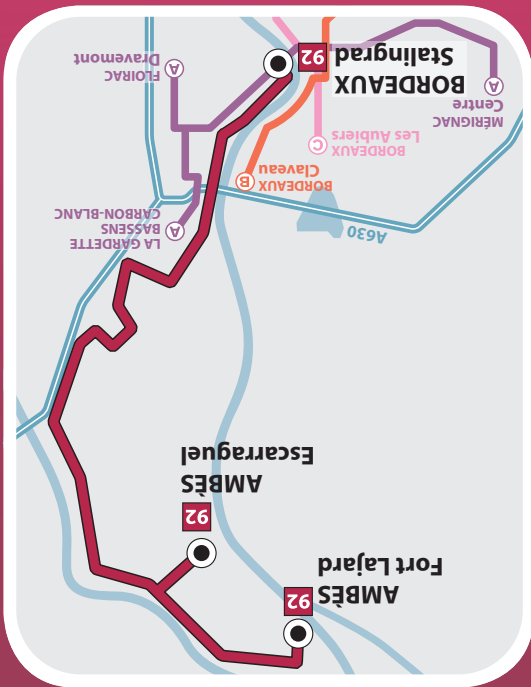 92
AMBÈS
Fort Lajard
92
AMBÈS
Escarraguel
LA GARDETTE
BASSENS
CARBON-BLANC
A
A630
B
BORDEAUX
Claveau
C
BORDEAUX
Les Aubiers
MÉRIGNAC
Centre
A
BORDEAUX
Stalingrad
92
FLOIRAC
Dravemont
A